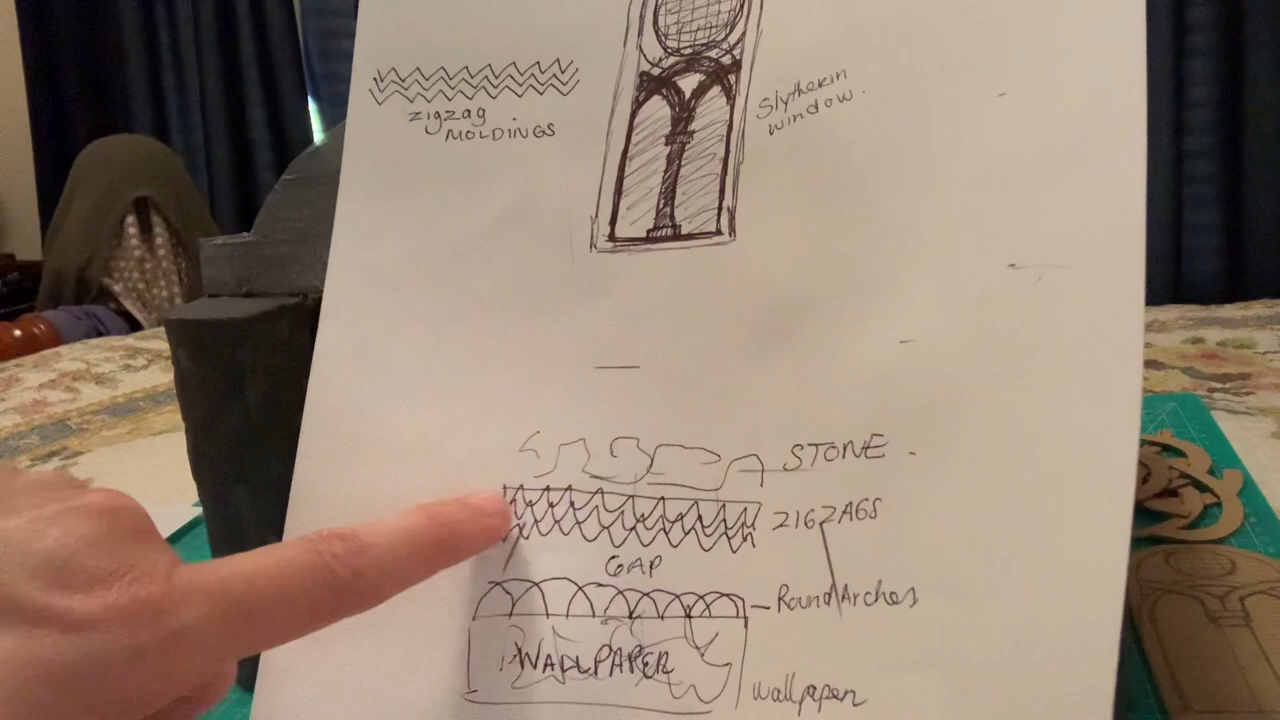 zigzag
MOLDINGS
Slytherin
window.
STONE.
ZIGZAGS
GAP
Round Arches
WALLPAPER
wallpaper